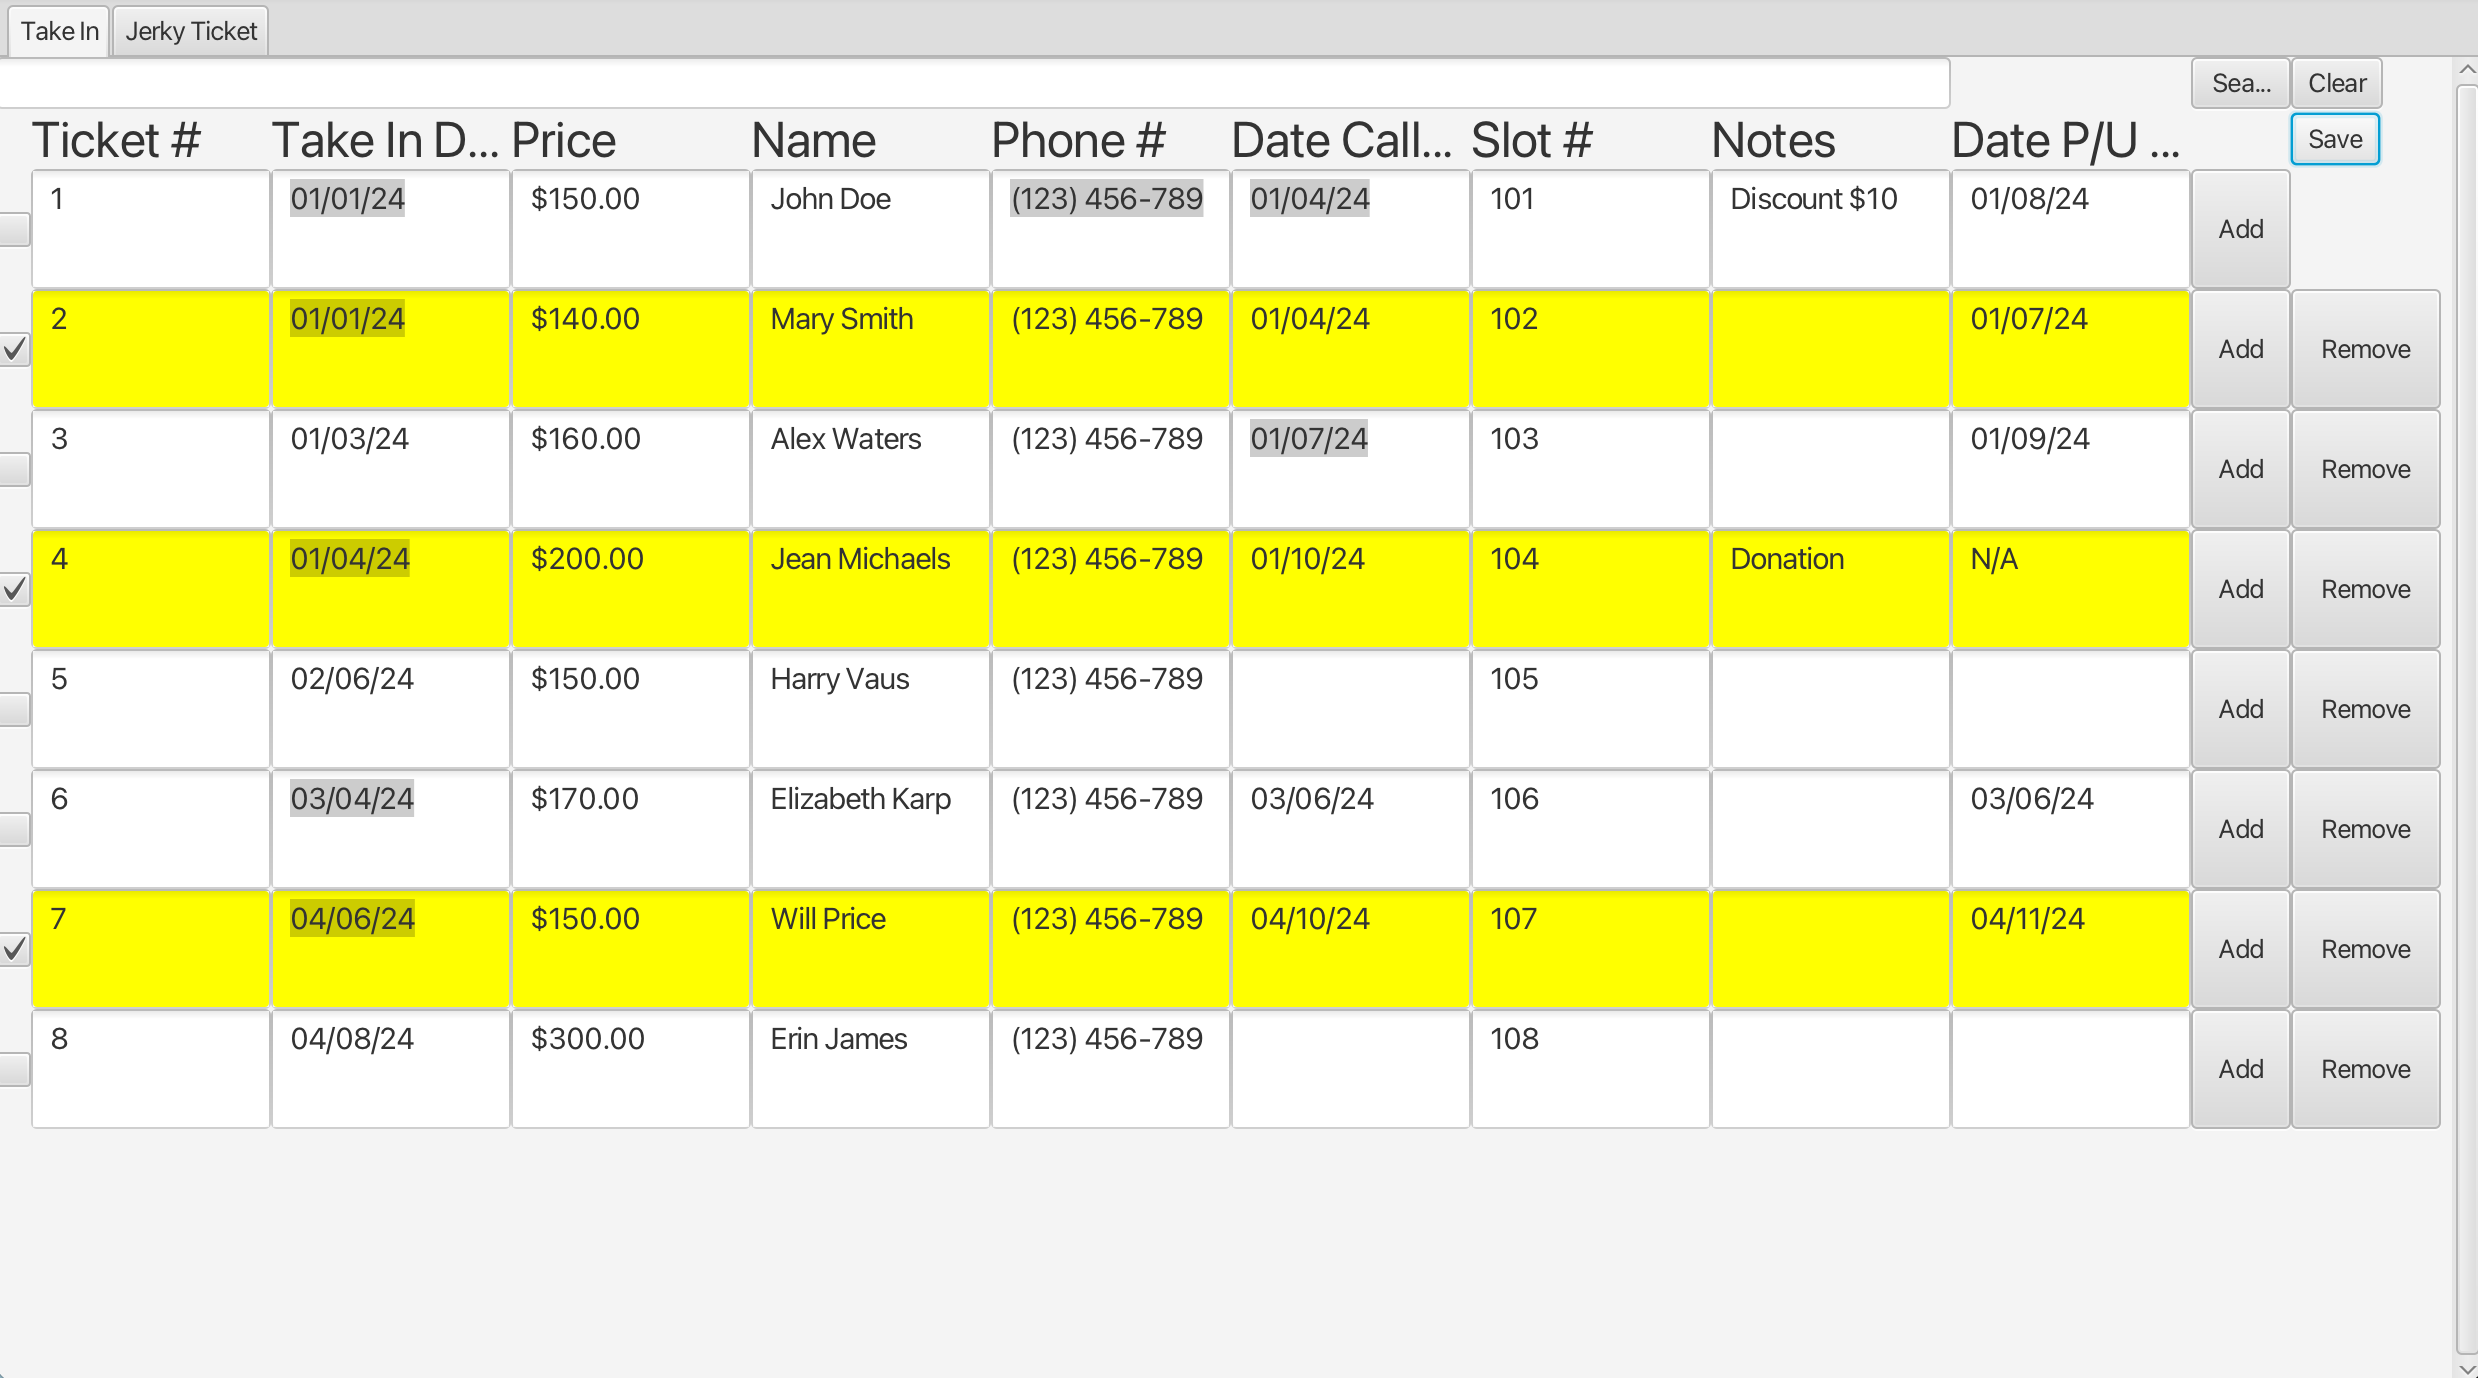 Take In Jerky Ticket
Sea... Clear
Ticket # Take In D... Price Name Phone # Date Call... Slot # Notes Date P/U ... Save
1 01/01/24 $150.00 John Doe (123) 456-789 01/04/24 101 Discount $10 01/08/24 Add
2 01/01/24 $140.00 Mary Smith (123) 456-789 01/04/24 102 01/07/24 Add Remove
3 01/03/24 $160.00 Alex Waters (123) 456-789 01/07/24 103 01/09/24 Add Remove
4 01/04/24 $200.00 Jean Michaels (123) 456-789 01/10/24 104 Donation N/A Add Remove
5 02/06/24 $150.00 Harry Vaus (123) 456-789 105 Add Remove
6 03/04/24 $170.00 Elizabeth Karp (123) 456-789 03/06/24 106 03/06/24 Add Remove
7 04/06/24 $150.00 Will Price (123) 456-789 04/10/24 107 04/11/24 Add Remove
8 04/08/24 $300.00 Erin James (123) 456-789 108 Add Remove